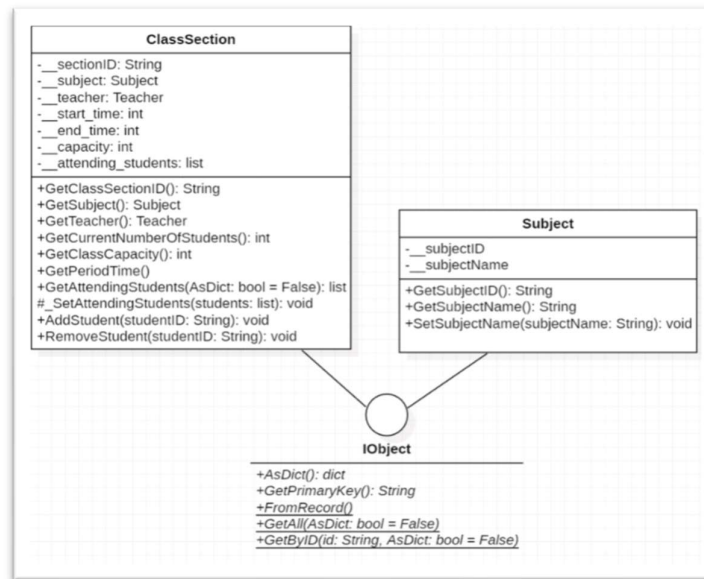 ClassSection
-__sectionID: String
-__subject: Subject
-__teacher: Teacher
-__start_time: int
-__end_time: int
-__capacity: int
-__attending_students: list
+GetClassSectionID(): String
+GetSubject(): Subject
+GetTeacher(): Teacher
+GetCurrentNumberOfStudents(): int
+GetClassCapacity(): int
+GetPeriodTime()
+GetAttendingStudents(AsDict: bool = False): list
#_SetAttendingStudents(students: list): void
+AddStudent(studentID: String): void
+RemoveStudent(studentID: String): void
Subject
-__subjectID
-__subjectName
+GetSubjectID(): String
+GetSubjectName(): String
+SetSubjectName(subjectName: String): void
IObject
+AsDict(): dict
+GetPrimaryKey(): String
+FromRecord()
+GetAll(AsDict: bool = False)
+GetByID(id: String, AsDict: bool = False)